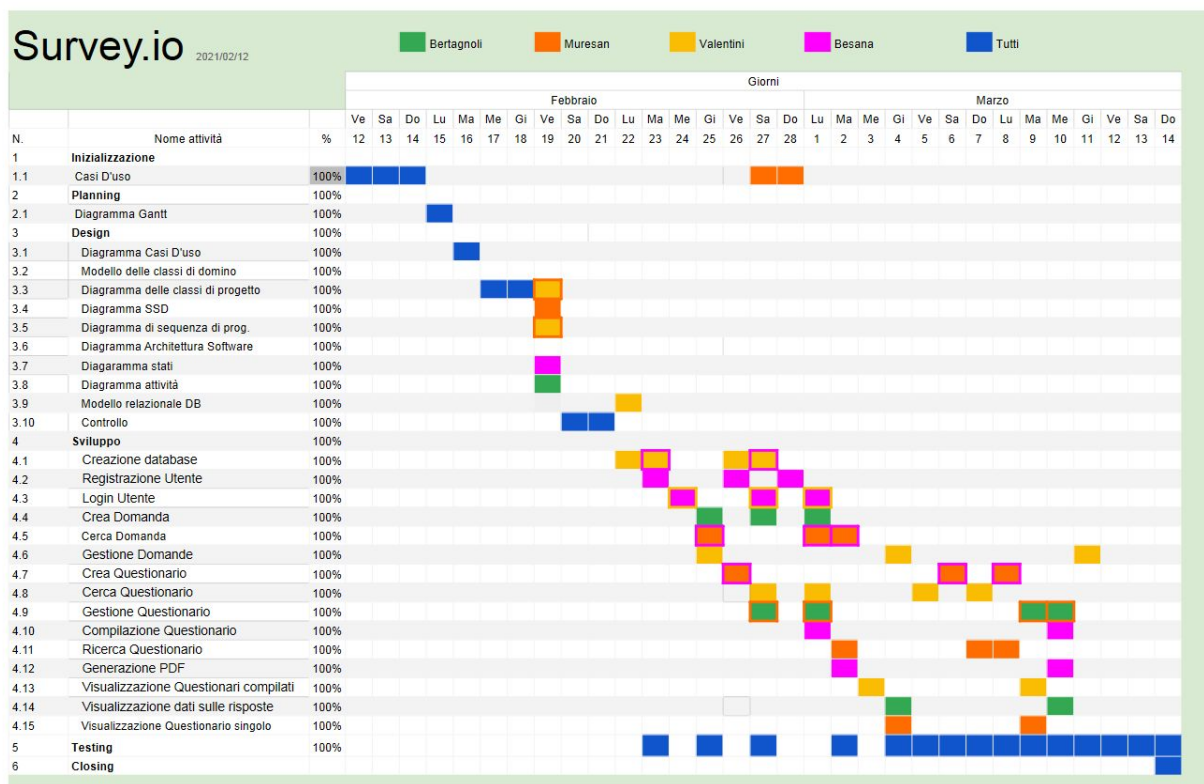 Survey.io 2021/02/12
Bertagnoli Muresan Valentini Besana Tutti
Giorni
Febbraio Marzo
Ve Sa Do Lu Ma Me Gi Ve Sa Do Lu Ma Me Gi Ve Sa Do Lu Ma Me Gi Ve Sa Do Lu Ma Me Gi Ve Sa Do
N. Nome attività % 12 13 14 15 16 17 18 19 20 21 22 23 24 25 26 27 28 1 2 3 4 5 6 7 8 9 10 11 12 13 14
1 Inizializzazione
1.1 Casi D'uso 100%
2 Planning 100%
2.1 Diagramma Gantt 100%
3 Design 100%
3.1 Diagramma Casi D'uso 100%
3.2 Modello delle classi di domino 100%
3.3 Diagramma delle classi di progetto 100%
3.4 Diagramma SSD 100%
3.5 Diagramma di sequenza di prog. 100%
3.6 Diagramma Architettura Software 100%
3.7 Diagaramma stati 100%
3.8 Diagramma attività 100%
3.9 Modello relazionale DB 100%
3.10 Controllo 100%
4 Sviluppo 100%
4.1 Creazione database 100%
4.2 Registrazione Utente 100%
4.3 Login Utente 100%
4.4 Crea Domanda 100%
4.5 Cerca Domanda 100%
4.6 Gestione Domande 100%
4.7 Crea Questionario 100%
4.8 Cerca Questionario 100%
4.9 Gestione Questionario 100%
4.10 Compilazione Questionario 100%
4.11 Ricerca Questionario 100%
4.12 Generazione PDF 100%
4.13 Visualizzazione Questionari compilati 100%
4.14 Visualizzazione dati sulle risposte 100%
4.15 Visualizzazione Questionario singolo 100%
5 Testing 100%
6 Closing